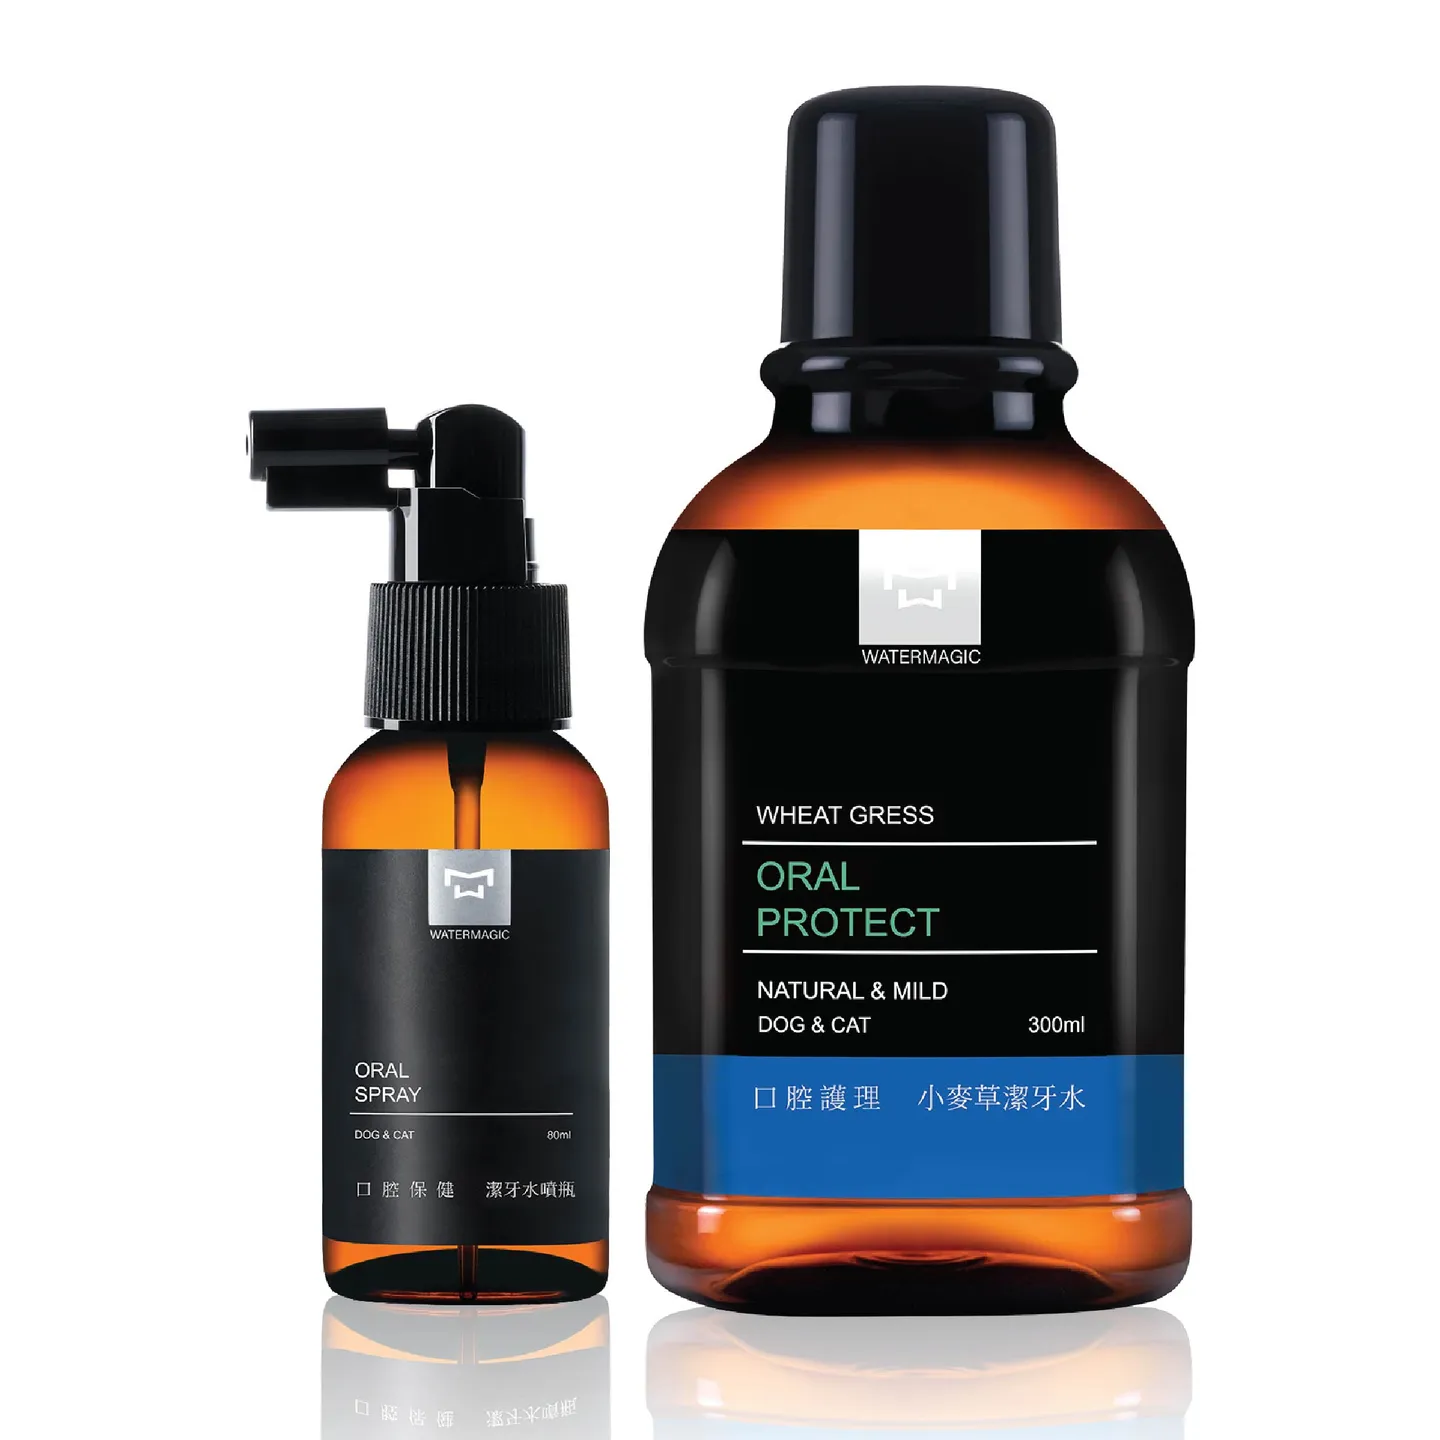 WATERMAGIC
ORAL
SPRAY
DOG & CAT 80ml
口腔保健 潔牙水噴瓶
WATERMAGIC
WHEAT GRESS
ORAL
PROTECT
NATURAL & MILD
DOG & CAT 300ml
口腔護理 小麥草潔牙水